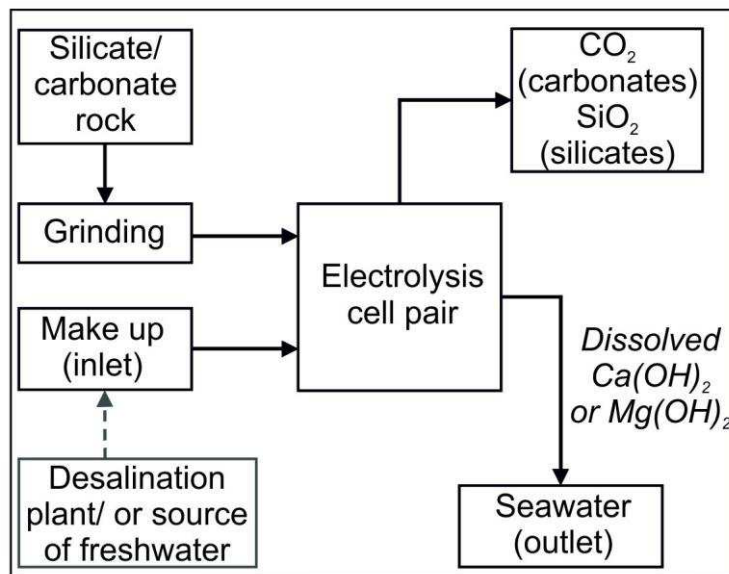 Silicate/
carbonate
rock
CO₂
(carbonates)
SiO₂
(silicates)
Grinding
Electrolysis
cell pair
Make up
(inlet)
Dissolved
Ca(OH)₂
or Mg(OH)₂
Desalination
plant/ or source
of freshwater
Seawater
(outlet)